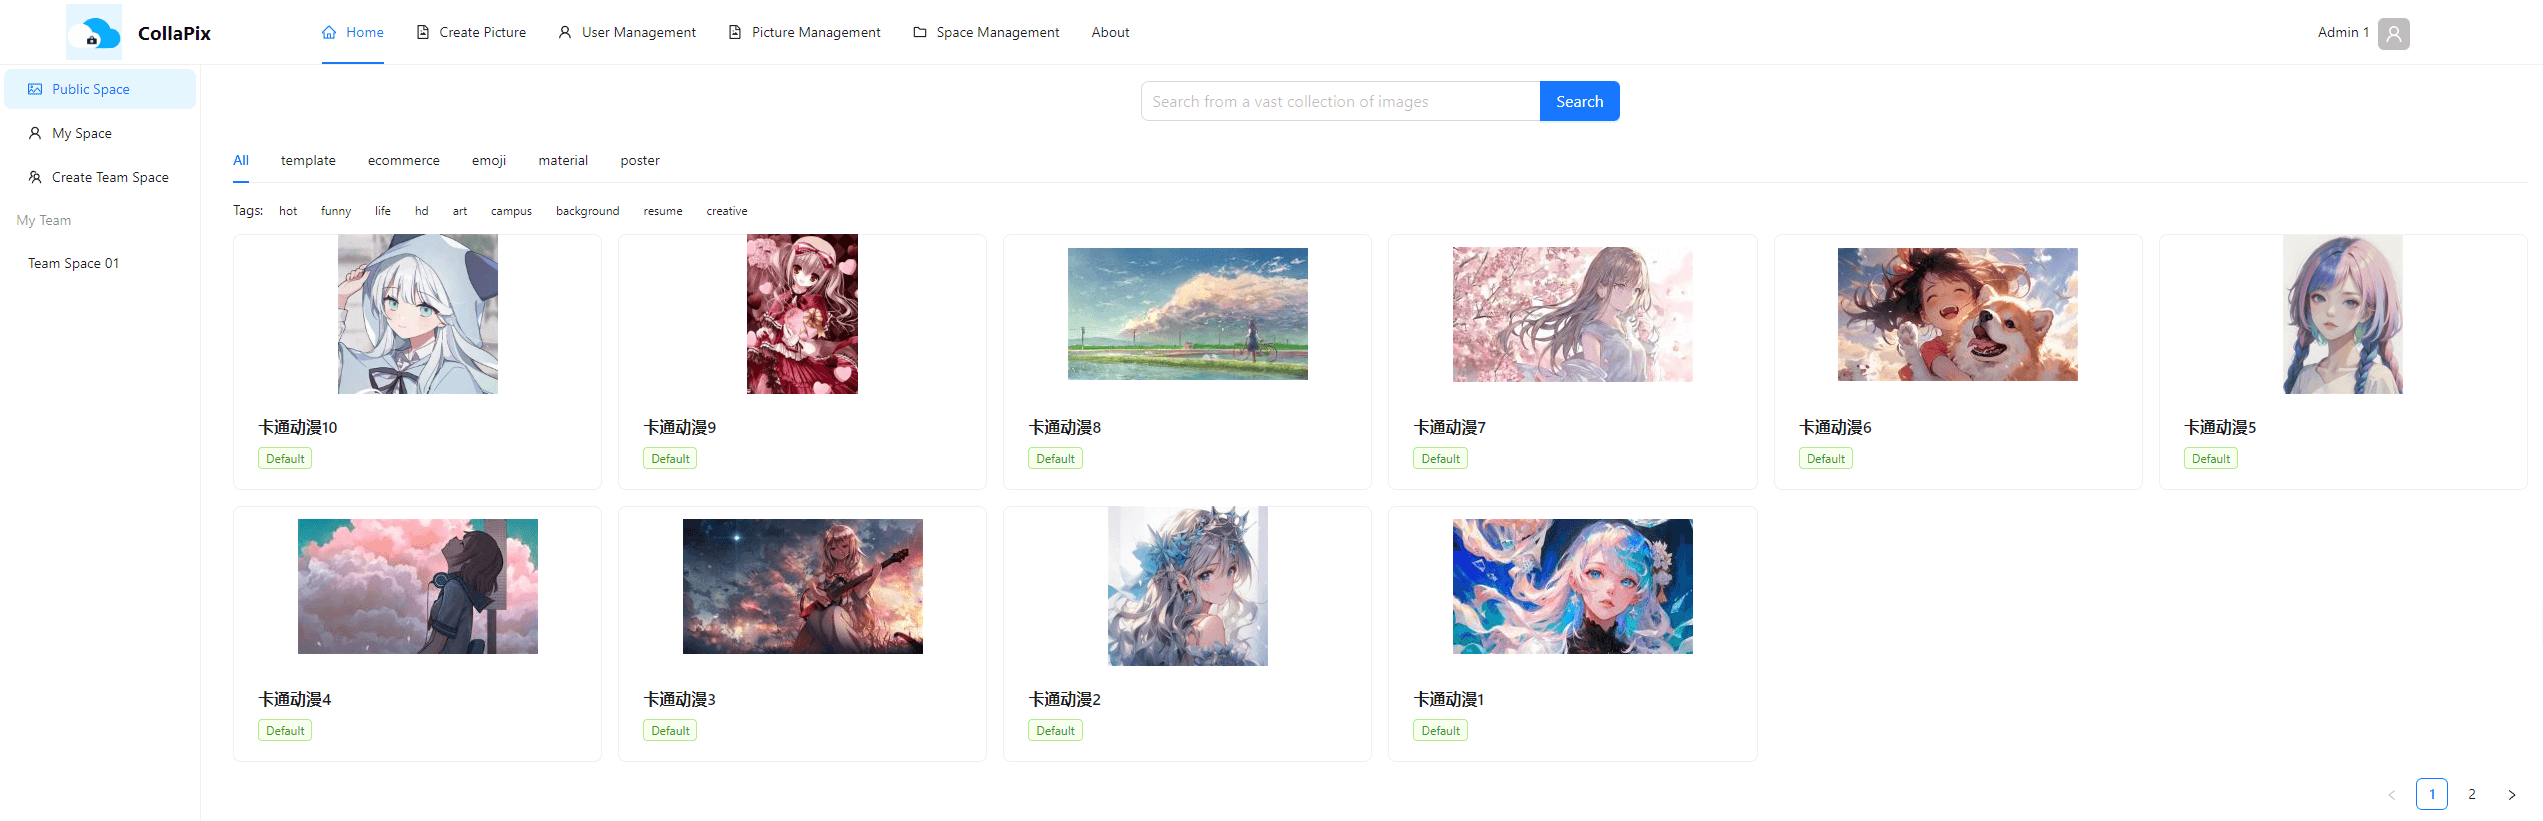 CollaPix
Home Create Picture User Management Picture Management Space Management About
Admin 1
Public Space
My Space
Create Team Space
My Team
Team Space 01
Search from a vast collection of images Search
All template ecommerce emoji material poster
Tags: hot funny life hd art campus background resume creative
卡通动漫10
Default
卡通动漫9
Default
卡通动漫8
Default
卡通动漫7
Default
卡通动漫6
Default
卡通动漫5
Default
卡通动漫4
Default
卡通动漫3
Default
卡通动漫2
Default
卡通动漫1
Default
< 1 2 >